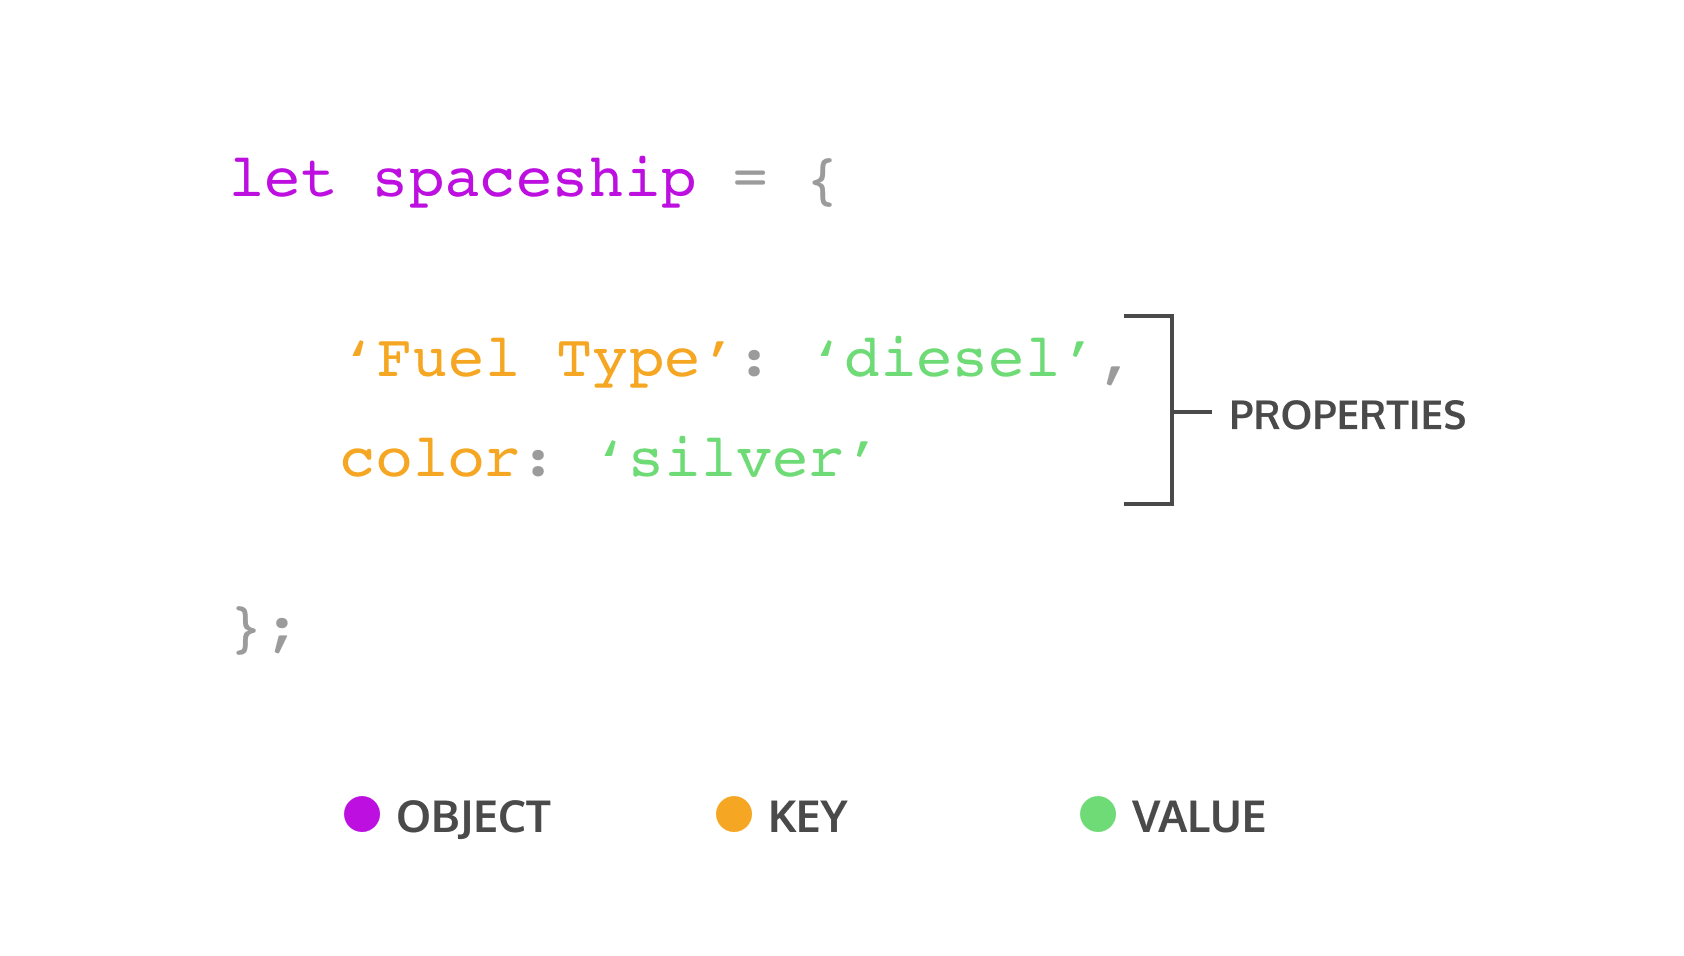 let spaceship = {
‘Fuel Type’: ‘diesel’,
color: ‘silver’
PROPERTIES
};
OBJECT
KEY
VALUE